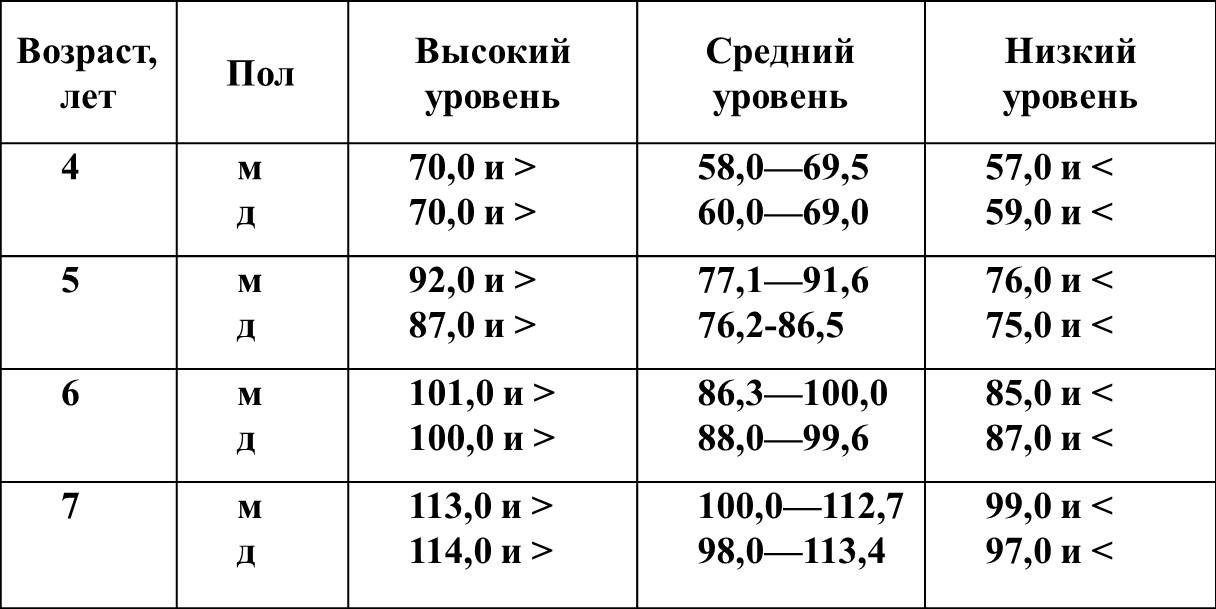 Возраст, лет Пол Высокий уровень Средний уровень Низкий уровень
4 м 70,0 и > 58,0—69,5 57,0 и <
д 70,0 и > 60,0—69,0 59,0 и <
5 м 92,0 и > 77,1—91,6 76,0 и <
д 87,0 и > 76,2-86,5 75,0 и <
6 м 101,0 и > 86,3—100,0 85,0 и <
д 100,0 и > 88,0—99,6 87,0 и <
7 м 113,0 и > 100,0—112,7 99,0 и <
д 114,0 и > 98,0—113,4 97,0 и <